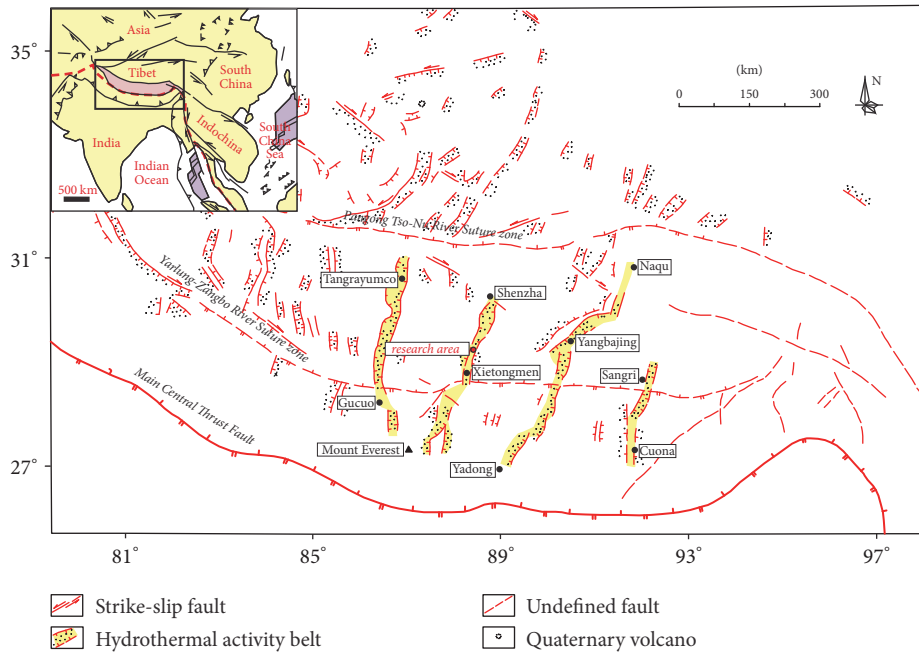 35°
31°
27°
81°
85°
89°
93°
97°
Asia
Tibet
South
China
India
Indochina
South
China
Sea
Indian
Ocean
500 km
(km)
0
150
300
N
Pangong Tso-Nu River Suture zone
Yarlung-Zangbo River Suture zone
Main Central Thrust Fault
Tangrayumco
Shenzha
Naqu
research area
Yangbajing
Xietongmen
Sangri
Gucuo
Mount Everest
Yadong
Cuona
Strike-slip fault
Undefined fault
Hydrothermal activity belt
Quaternary volcano